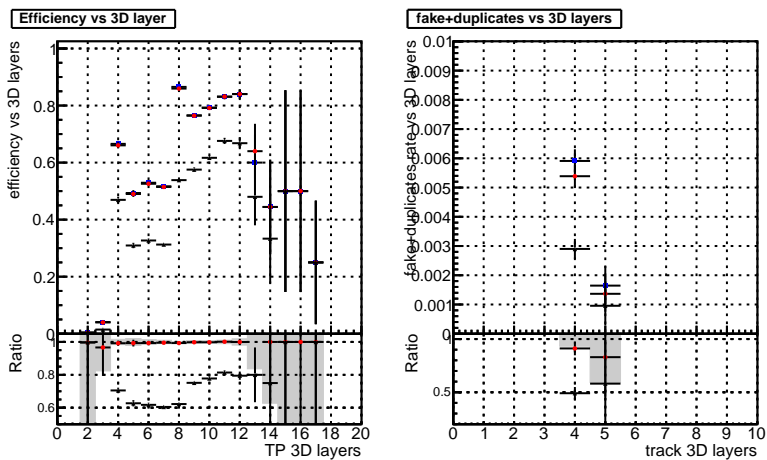 Efficiency vs 3D layer
efficiency vs 3D layers
1
0.8
0.6
0.4
0.2
0
Ratio
1
0.8
0.6
0 2 4 6 8 10 12 14 16 18 20
TP 3D layers
fake+duplicates vs 3D layers
fake+duplicates rate vs 3D layers
0.01
0.009
0.008
0.007
0.006
0.005
0.004
0.003
0.002
0.001
0
Ratio
1
0.5
0 1 2 3 4 5 6 7 8 9 10
track 3D layers